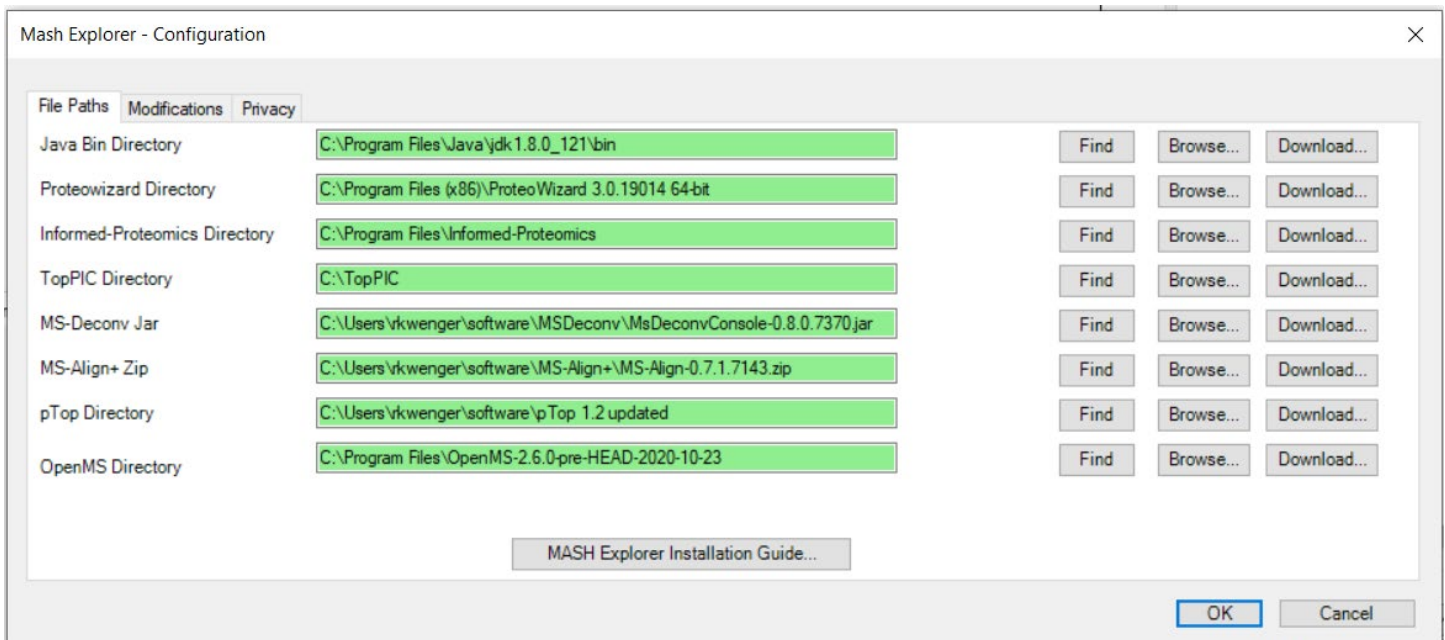 Mash Explorer - Configuration
File Paths Modifications Privacy
Java Bin Directory C:\Program Files\Java\jdk1.8.0_121\bin Find Browse... Download...
Proteowizard Directory C:\Program Files (x86)\ProteoWizard 3.0.19014 64-bit Find Browse... Download...
Informed-Proteomics Directory C:\Program Files\Informed-Proteomics Find Browse... Download...
TopPIC Directory C:\TopPIC Find Browse... Download...
MS-Deconv Jar C:\Users\rkwenger\software\MSDeconv\MsDeconvConsole-0.8.0.7370.jar Find Browse... Download...
MS-Align+ Zip C:\Users\rkwenger\software\MS-Align+\MS-Align-0.7.1.7143.zip Find Browse... Download...
pTop Directory C:\Users\rkwenger\software\pTop 1.2 updated Find Browse... Download...
OpenMS Directory C:\Program Files\OpenMS-2.6.0-pre-HEAD-2020-10-23 Find Browse... Download...
MASH Explorer Installation Guide...
OK Cancel